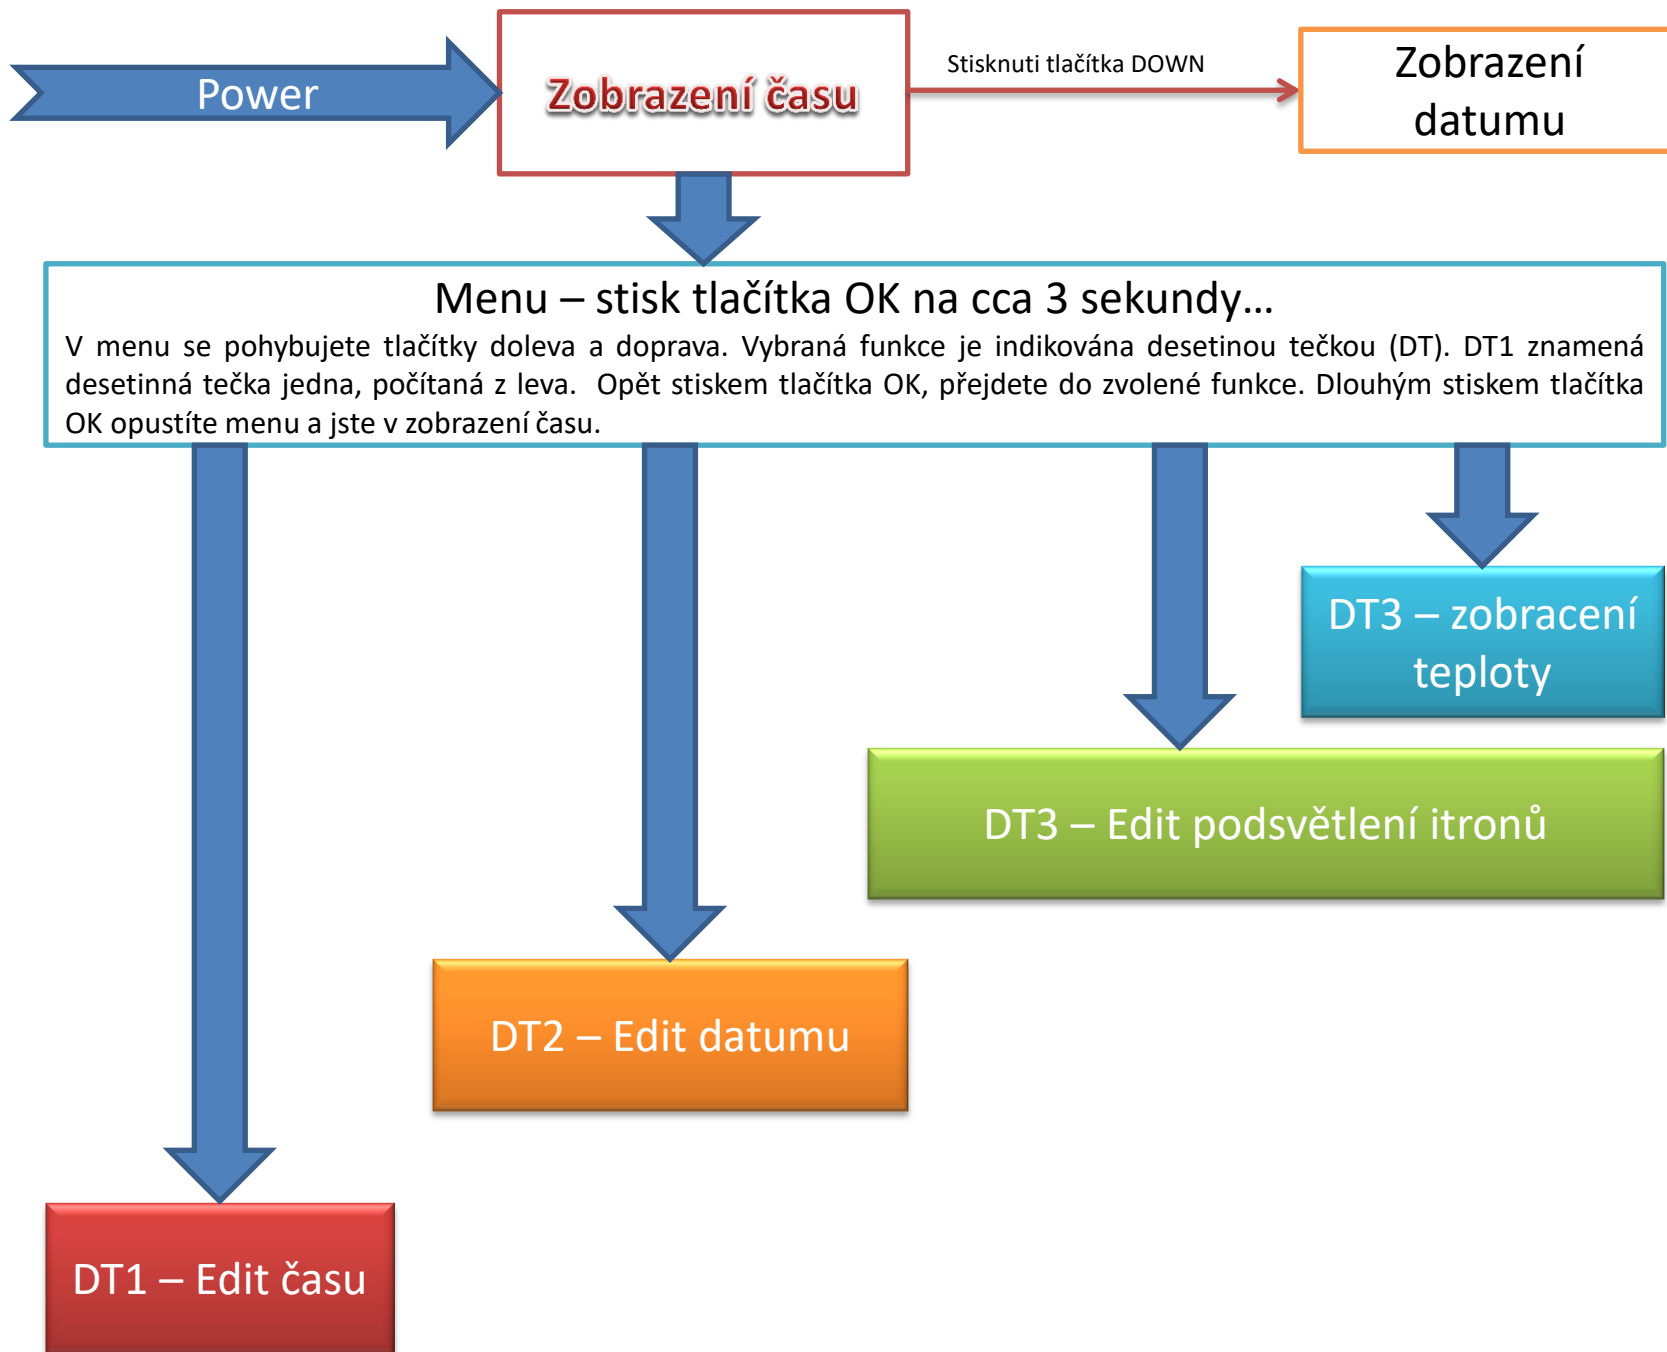 Power
Zobrazení času
Stisknuti tlačítka DOWN
Zobrazení
datumu
Menu – stisk tlačítka OK na cca 3 sekundy…
V menu se pohybujete tlačítky doleva a doprava. Vybraná funkce je indikována desetinou tečkou (DT). DT1 znamená
desetinná tečka jedna, počítaná z leva. Opět stiskem tlačítka OK, přejdete do zvolené funkce. Dlouhým stiskem tlačítka
OK opustíte menu a jste v zobrazení času.
DT3 – zobracení
teploty
DT3 – Edit podsvětlení itronů
DT2 – Edit datumu
DT1 – Edit času